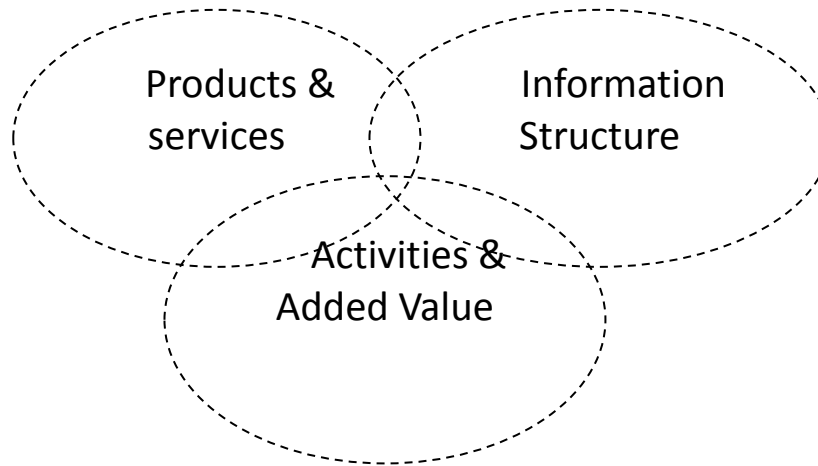 Products &
services
Information
Structure
Activities &
Added Value